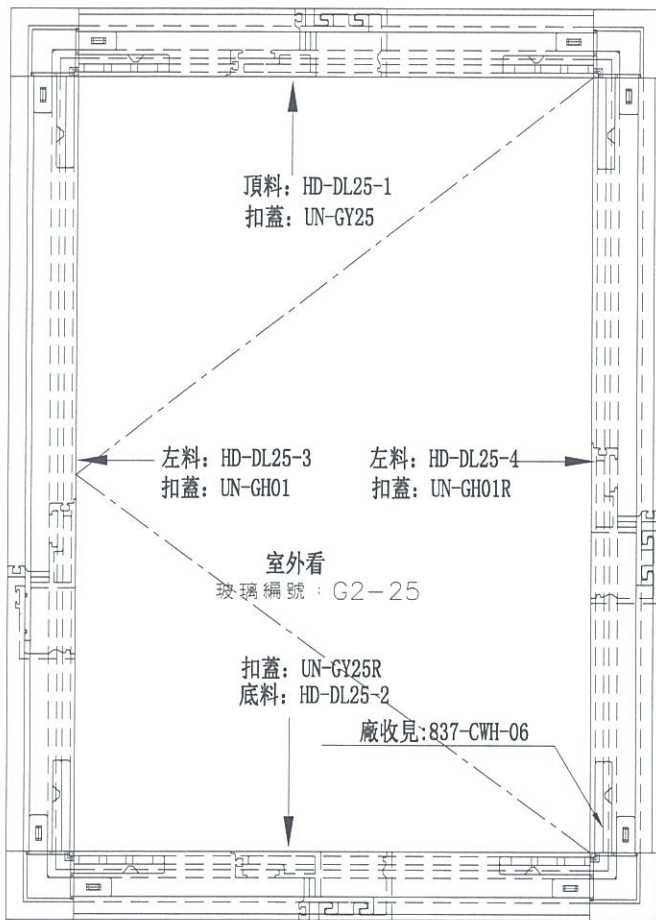 頂料: HD-DL25-1
扣蓋: UN-GY25
左料: HD-DL25-3
扣蓋: UN-GH01
左料: HD-DL25-4
扣蓋: UN-GH01R
室外看
玻璃編號: G2-25
扣蓋: UN-GY25R
底料: HD-DL25-2
廠收見:837-CWH-06